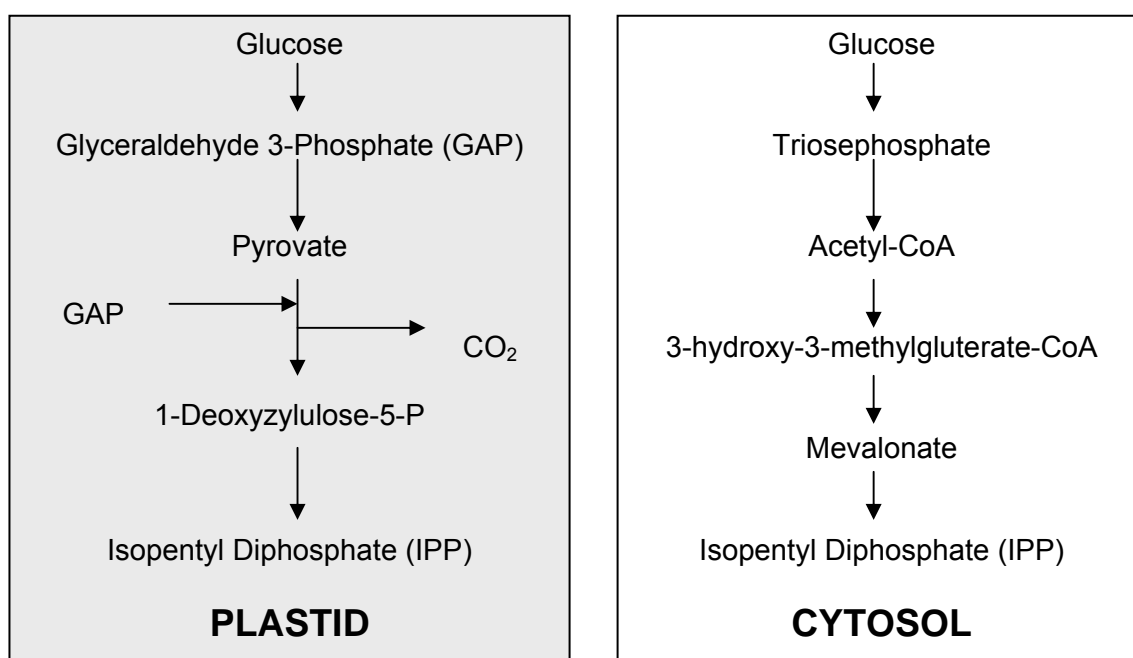 Glucose
Glyceraldehyde 3-Phosphate (GAP)
Pyrovate
GAP
CO₂
1-Deoxyzylulose-5-P
Isopentyl Diphosphate (IPP)
PLASTID
Glucose
Triosephosphate
Acetyl-CoA
3-hydroxy-3-methylgluterate-CoA
Mevalonate
Isopentyl Diphosphate (IPP)
CYTOSOL